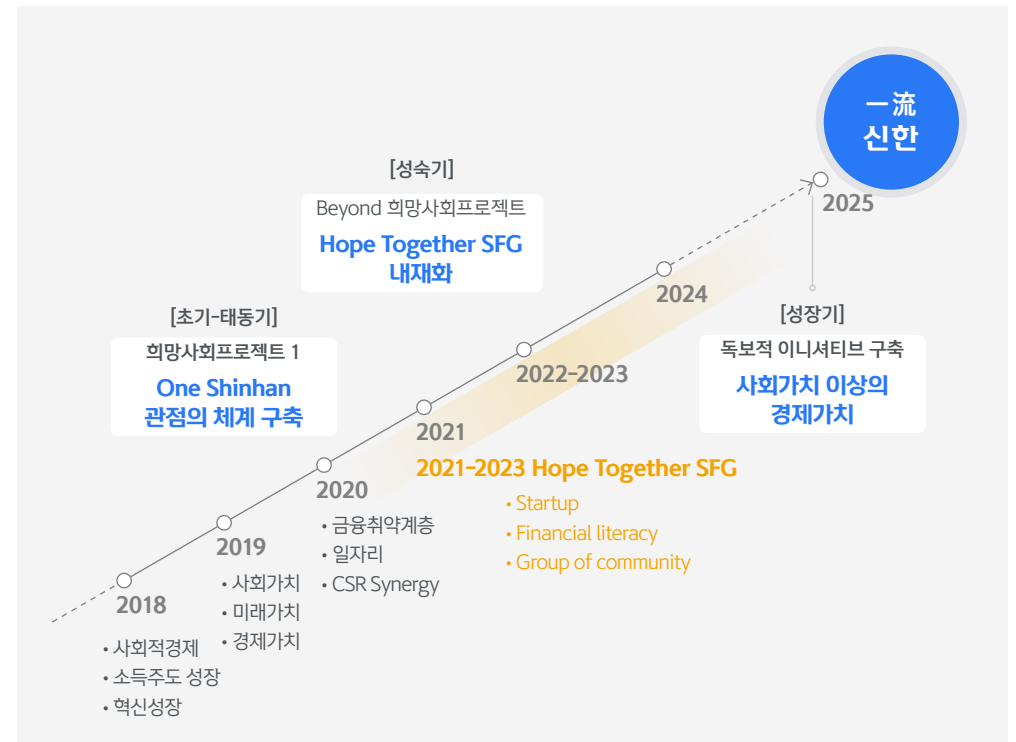 一流
신한
[성숙기]
Beyond 희망사회프로젝트
Hope Together SFG
내재화
2025
2024
[초기-태동기]
희망사회프로젝트 1
One Shinhan
관점의 체계 구축
[성장기]
독보적 이니셔티브 구축
사회가치 이상의
경제가치
2022-2023
2021
2021-2023 Hope Together SFG
• Startup
• Financial literacy
• Group of community
2020
• 금융취약계층
• 일자리
• CSR Synergy
2019
• 사회가치
• 미래가치
• 경제가치
2018
• 사회적경제
• 소득주도 성장
• 혁신성장